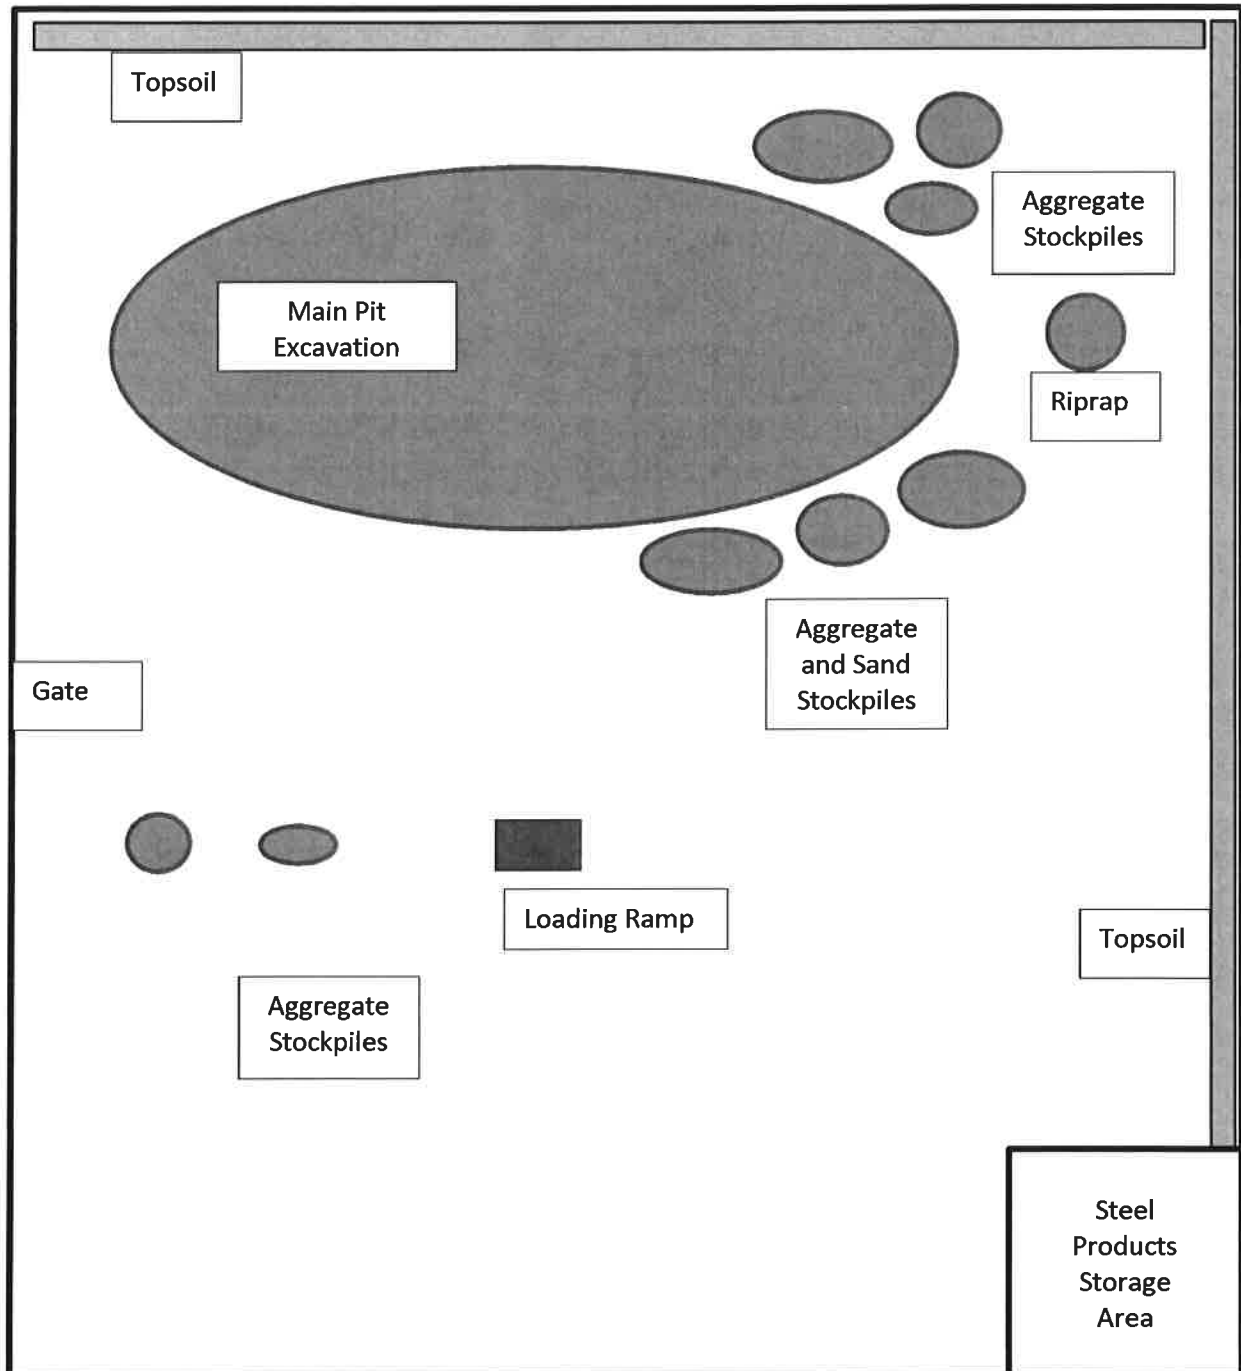 Topsoil
Aggregate
Stockpiles
Main Pit
Excavation
Riprap
Aggregate
and Sand
Stockpiles
Gate
Loading Ramp
Topsoil
Aggregate
Stockpiles
Steel
Products
Storage
Area